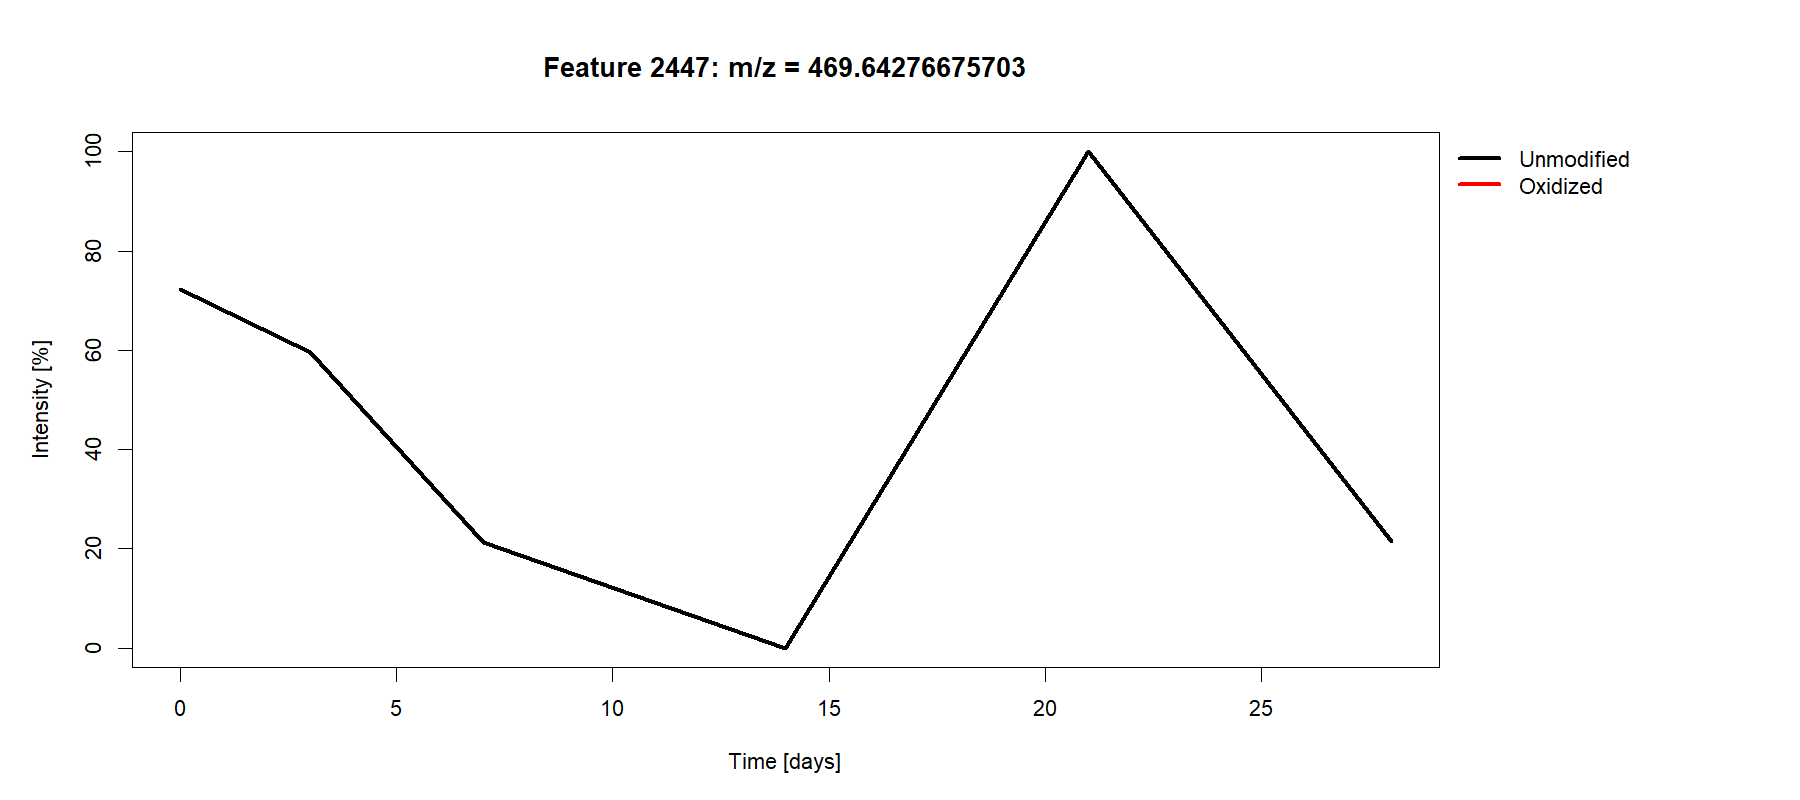 Feature 2447: m/z = 469.64276675703
Unmodified
Oxidized
Intensity [%]
100
80
60
40
20
0
0 5 10 15 20 25
Time [days]